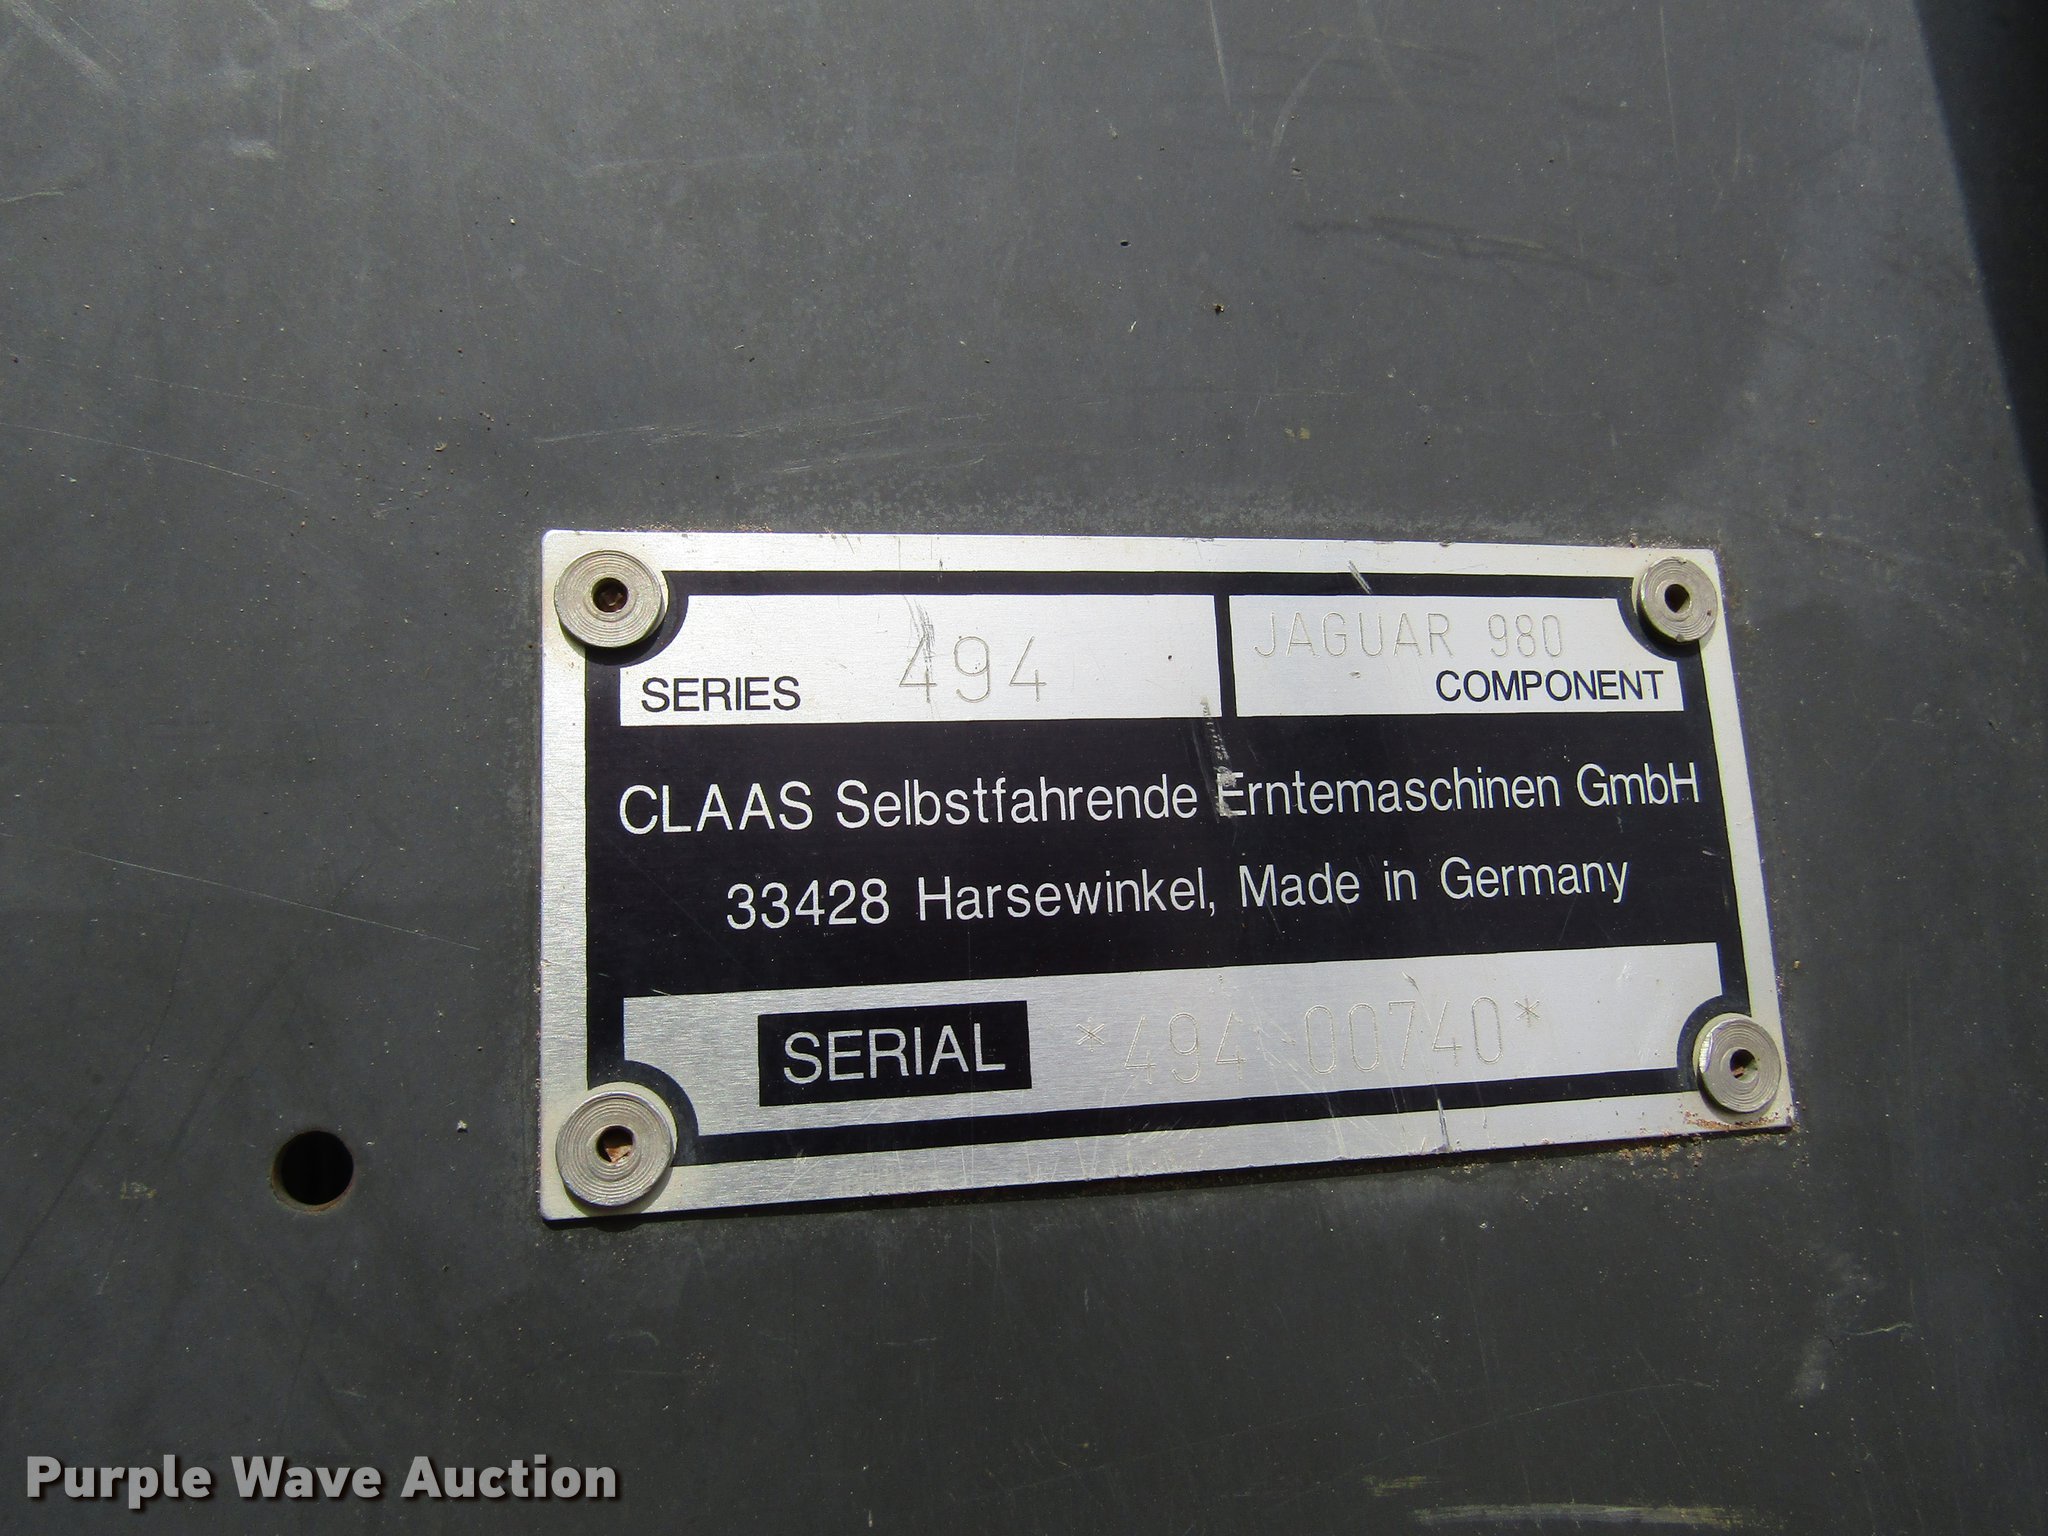 SERIES 494
JAGUAR 980
COMPONENT
CLAAS Selbstfahrende Erntemaschinen GmbH
33428 Harsewinkel, Made in Germany
SERIAL *494 00740*
Purple Wave Auction